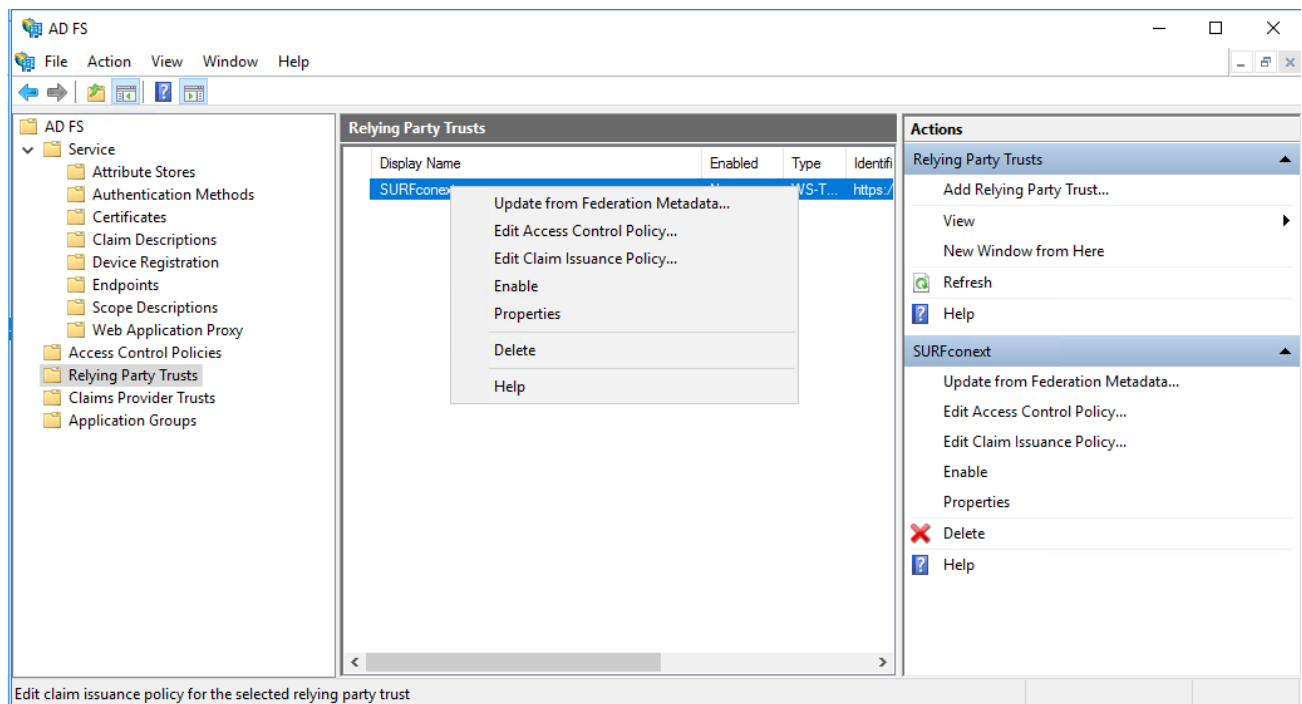 AD FS
File Action View Window Help
AD FS
Service
Attribute Stores
Authentication Methods
Certificates
Claim Descriptions
Device Registration
Endpoints
Scope Descriptions
Web Application Proxy
Access Control Policies
Relying Party Trusts
Claims Provider Trusts
Application Groups
Relying Party Trusts
Display Name Enabled Type Identifi
SURFconext WS-T... https:/
Update from Federation Metadata...
Edit Access Control Policy...
Edit Claim Issuance Policy...
Enable
Properties
Delete
Help
Actions
Relying Party Trusts
Add Relying Party Trust...
View
New Window from Here
Refresh
Help
SURFconext
Update from Federation Metadata...
Edit Access Control Policy...
Edit Claim Issuance Policy...
Enable
Properties
Delete
Help
Edit claim issuance policy for the selected relying party trust